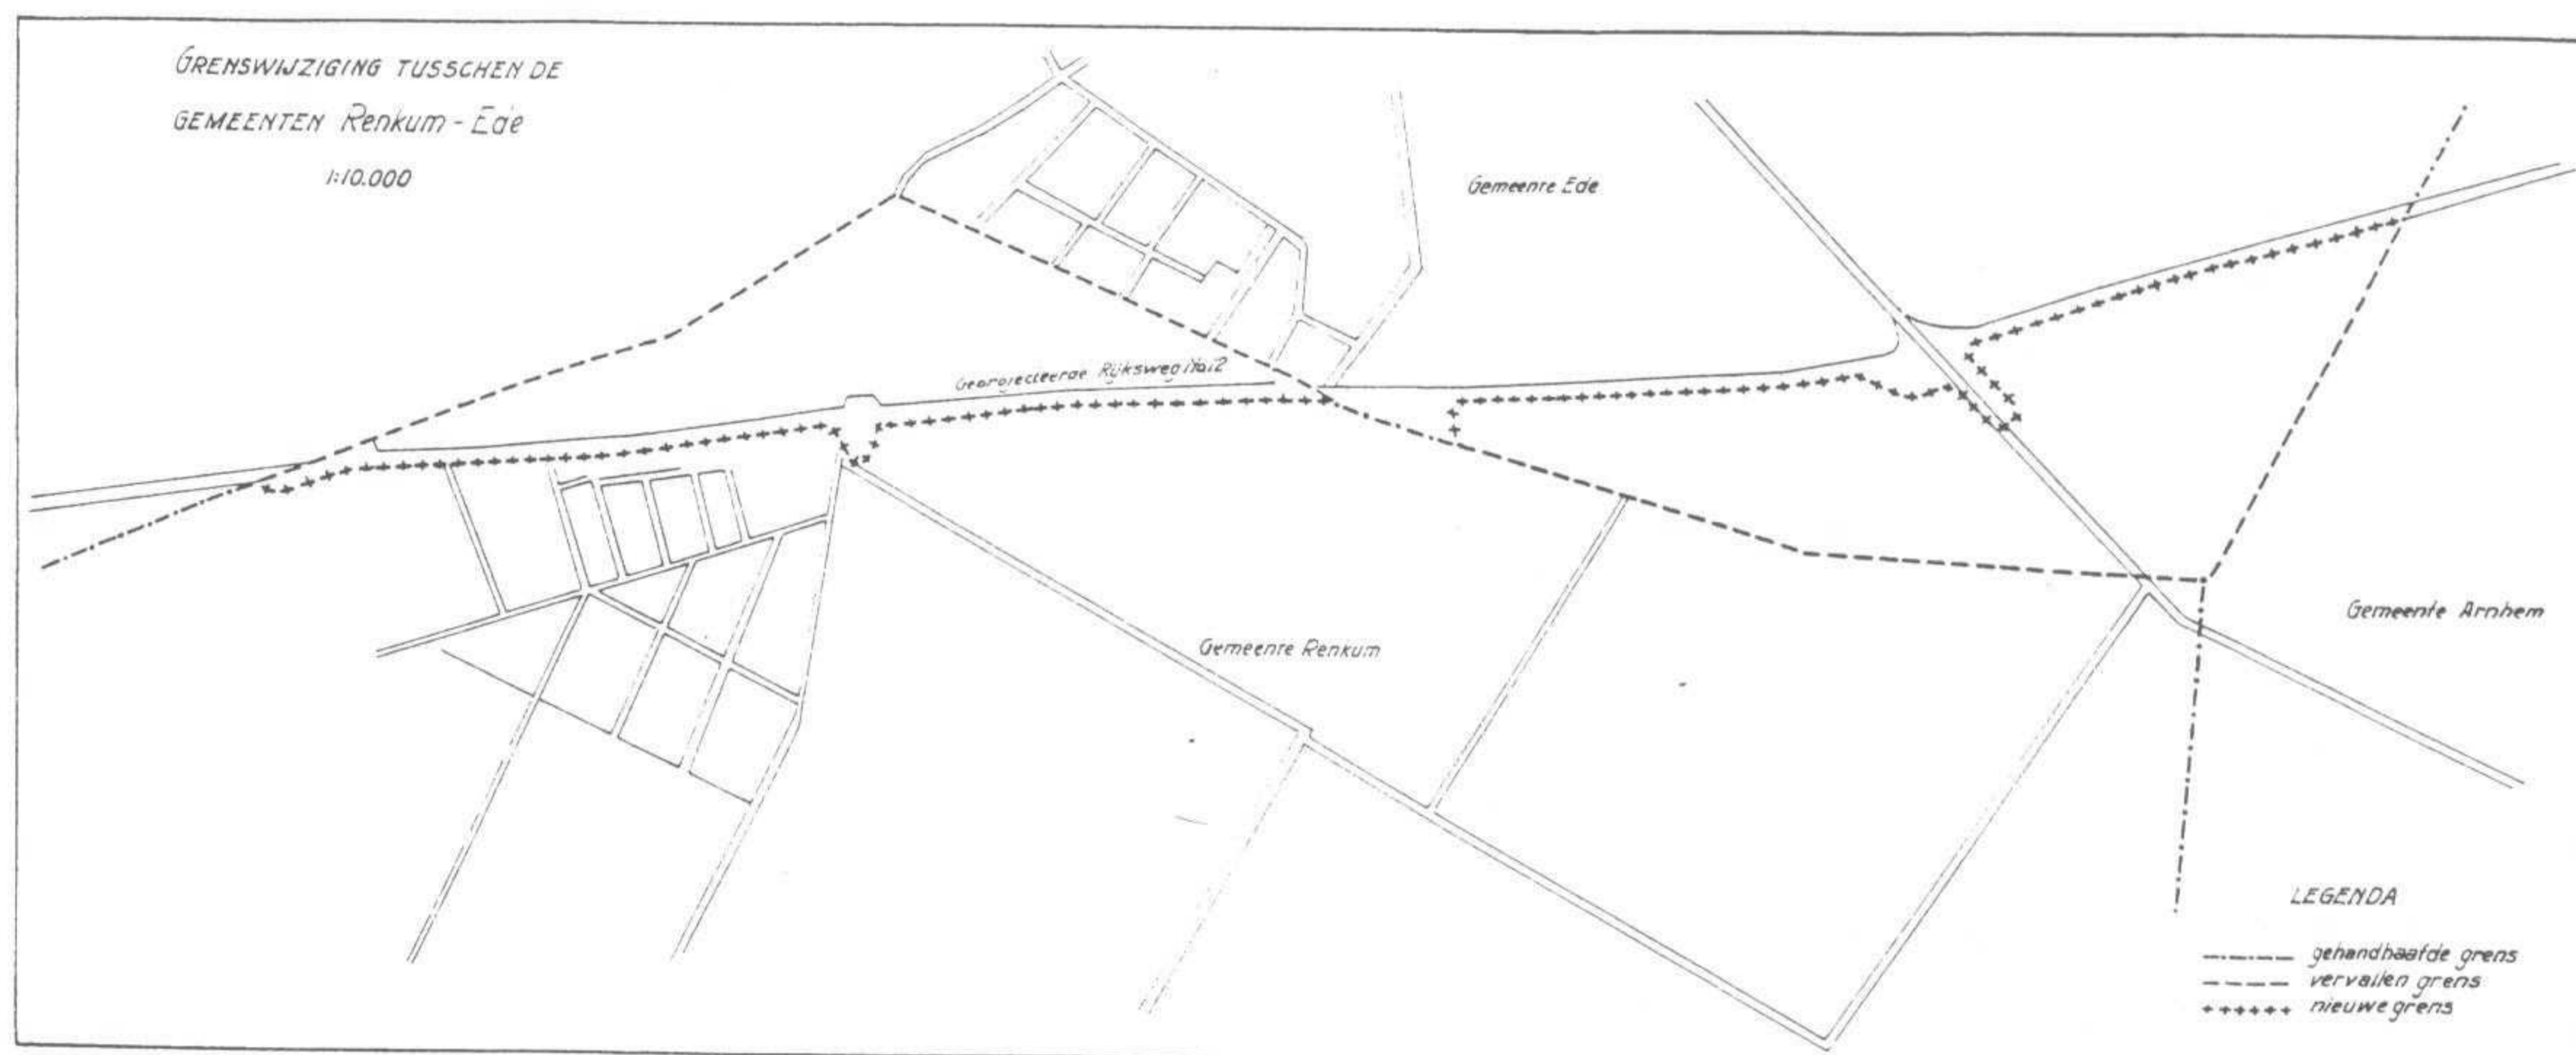 GRENSWIJZIGING TUSSCHEN DE
GEMEENTEN Renkum - Ede
1:10.000
Gemeente Ede
Geprojecteerde Rijksweg No. 12
Gemeente Renkum
Gemeente Arnhem
LEGENDA
gehandhaafde grens
vervallen grens
nieuwe grens